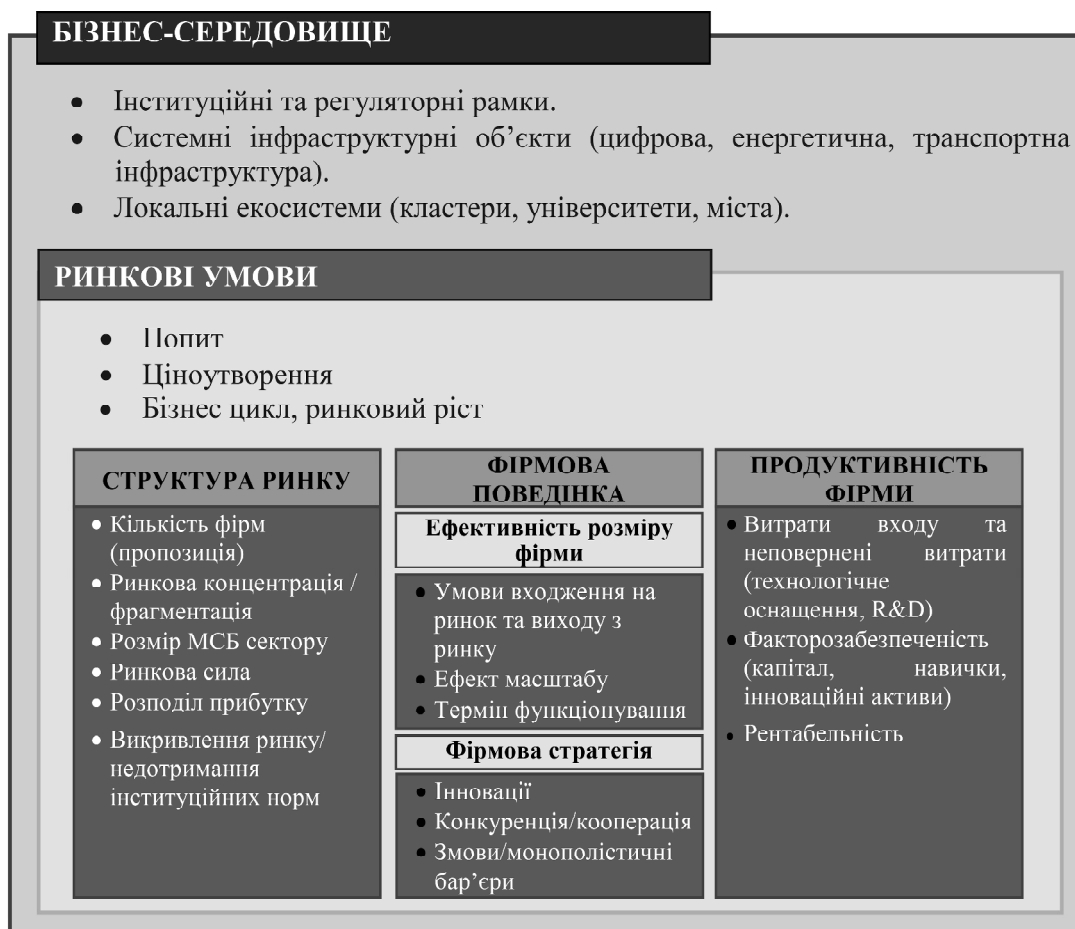 БІЗНЕС-СЕРЕДОВИЩЕ
• Інституційні та регуляторні рамки.
• Системні інфраструктурні об’єкти (цифрова, енергетична, транспортна
інфраструктура).
• Локальні екосистеми (кластери, університети, міста).
РИНКОВІ УМОВИ
• Попит
• Ціноутворення
• Бізнес цикл, ринковий ріст
СТРУКТУРА РИНКУ
• Кількість фірм
(пропозиція)
• Ринкова концентрація /
фрагментація
• Розмір МСБ сектору
• Ринкова сила
• Розподіл прибутку
• Викривлення ринку/
недотримання
інституційних норм
ФІРМОВА
ПОВЕДІНКА
Ефективність розміру
фірми
• Умови входження на
ринок та виходу з
ринку
• Ефект масштабу
• Термін функціонування
Фірмова стратегія
• Інновації
• Конкуренція/кооперація
• Змови/монополістичні
бар’єри
ПРОДУКТИВНІСТЬ
ФІРМИ
• Витрати входу та
неповернені витрати
(технологічне
оснащення, R&D)
• Факторозабезпеченість
(капітал, навички,
інноваційні активи)
• Рентабельність